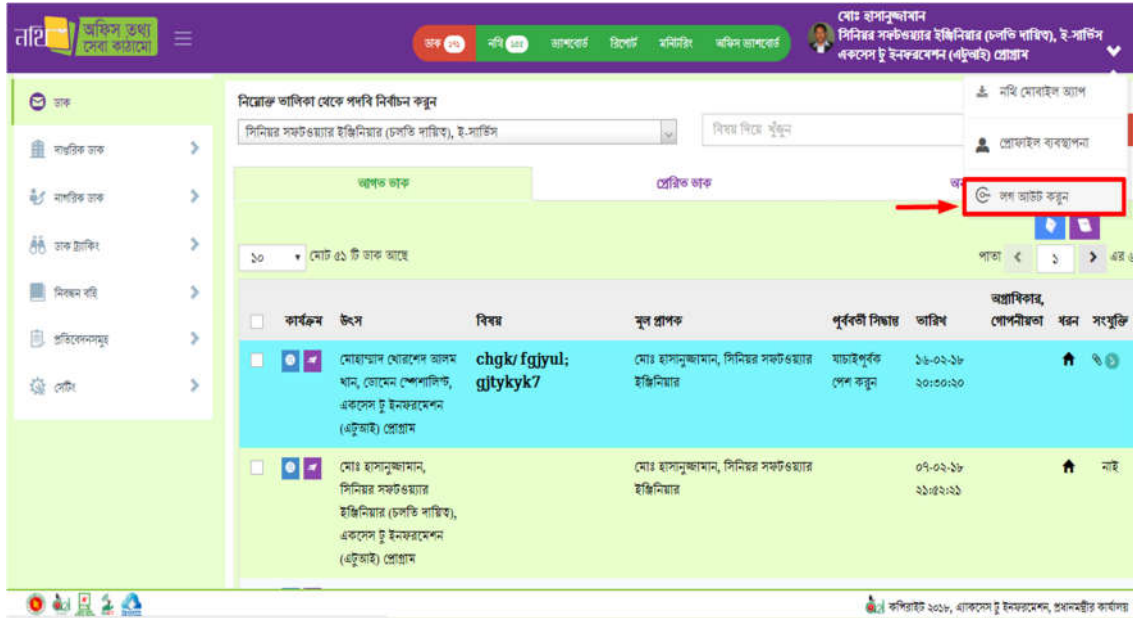 নথি
অফিস তথ্য
সেবা কাঠামো
ডাক
নথি
ড্যাশবোর্ড
রিপোর্ট
মনিটরিং
অফিস ড্যাশবোর্ড
মোঃ হাসানুজ্জামান
সিনিয়র সফটওয়্যার ইঞ্জিনিয়ার (চলতি দায়িত্ব), ই-সার্ভিস
একসেস টু ইনফরমেশন (এটুআই) প্রোগ্রাম
নথি মোবাইল অ্যাপ
প্রোফাইল ব্যবস্থাপনা
লগ আউট করুন
ডাক
দাপ্তরিক ডাক
নাগরিক ডাক
ডাক ট্র্যাকিং
নিবন্ধন বহি
প্রতিবেদনসমূহ
সেটিং
নিম্নোক্ত তালিকা থেকে পদবি নির্বাচন করুন
সিনিয়র সফটওয়্যার ইঞ্জিনিয়ার (চলতি দায়িত্ব), ই-সার্ভিস
বিষয় দিয়ে খুঁজুন
আগত ডাক
প্রেরিত ডাক
১০
মোট ৫১ টি ডাক আছে
পাতা
১
এর
কার্যক্রম
উৎস
বিষয়
মূল প্রাপক
পূর্ববর্তী সিদ্ধান্ত
তারিখ
অগ্রাধিকার,
গোপনীয়তা
ধরন
সংযুক্তি
মোহাম্মাদ খোরশেদ আলম
খান, ডোমেন স্পেশালিস্ট,
একসেস টু ইনফরমেশন
(এটুআই) প্রোগ্রাম
chgk/ fgjyul;
gjtykyk7
মোঃ হাসানুজ্জামান, সিনিয়র সফটওয়্যার
ইঞ্জিনিয়ার
যাচাইপূর্বক
পেশ করুন
১৬-০২-১৮
২০:৩০:২০
মোঃ হাসানুজ্জামান,
সিনিয়র সফটওয়্যার
ইঞ্জিনিয়ার (চলতি দায়িত্ব),
একসেস টু ইনফরমেশন
(এটুআই) প্রোগ্রাম
মোঃ হাসানুজ্জামান, সিনিয়র সফটওয়্যার
ইঞ্জিনিয়ার
০৭-০২-১৮
২১:৫২:২১
নাই
কপিরাইট ২০১৮, এ্যাকসেস টু ইনফরমেশন, প্রধানমন্ত্রীর কার্যালয়